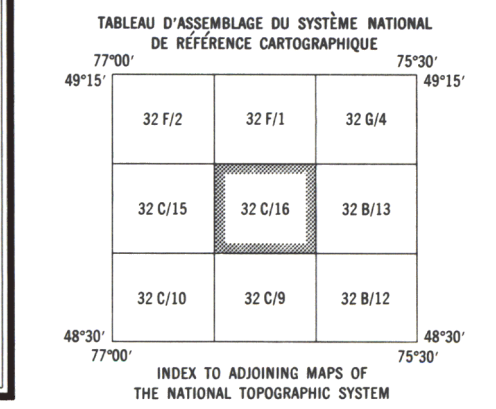 TABLEAU D'ASSEMBLAGE DU SYSTÈME NATIONAL
DE RÉFÉRENCE CARTOGRAPHIQUE
77°00′ 75°30′
49°15′ 49°15′
32 F/2 32 F/1 32 G/4
32 C/15 32 C/16 32 B/13
32 C/10 32 C/9 32 B/12
48°30′ 48°30′
77°00′ 75°30′
INDEX TO ADJOINING MAPS OF
THE NATIONAL TOPOGRAPHIC SYSTEM